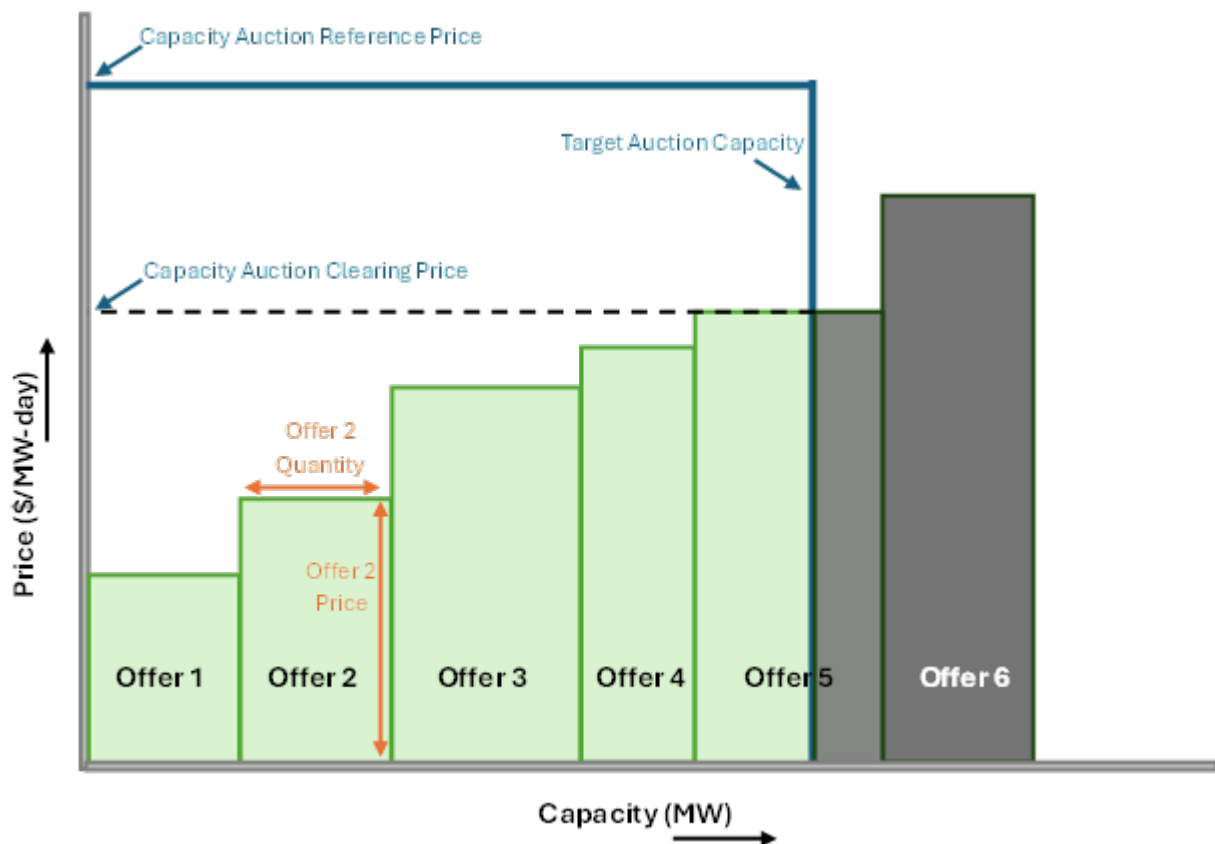 Capacity Auction Reference Price
Target Auction Capacity
Capacity Auction Clearing Price
Price ($/MW-day)
Offer 2
Quantity
Offer 2
Price
Offer 1
Offer 2
Offer 3
Offer 4
Offer 5
Offer 6
Capacity (MW)